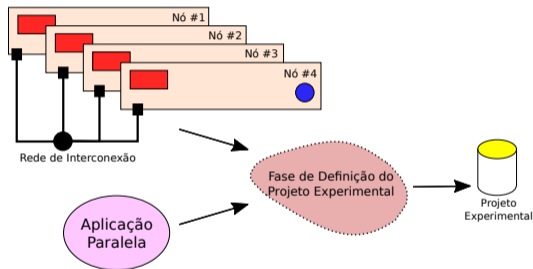 Nó #1
Nó #2
Nó #3
Nó #4
Rede de Interconexão
Fase de Definição do
Projeto Experimental
Projeto
Experimental
Aplicação
Paralela